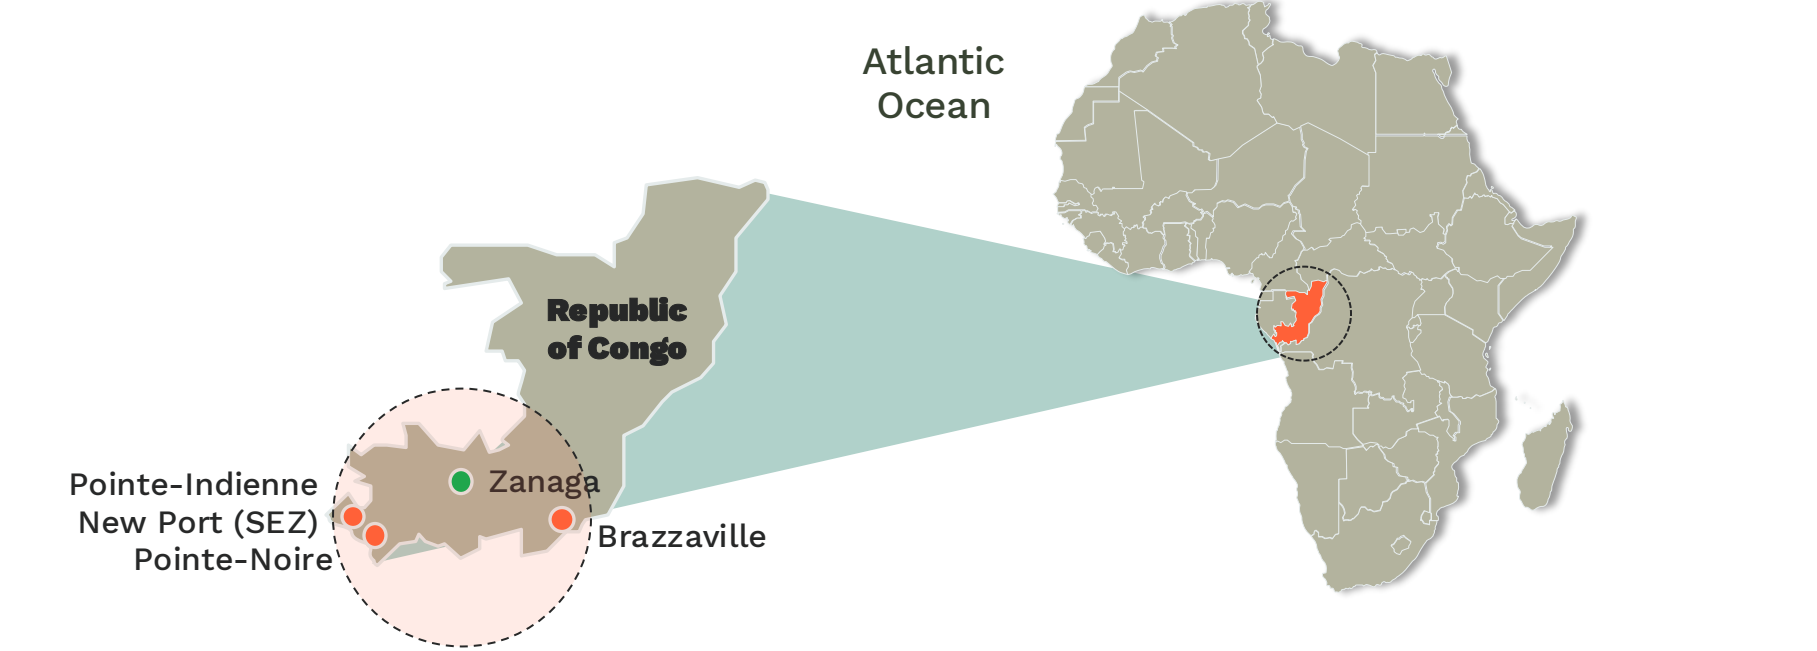 Atlantic
Ocean
Republic
of Congo
Zanaga
Pointe-Indienne
New Port (SEZ)
Pointe-Noire
Brazzaville